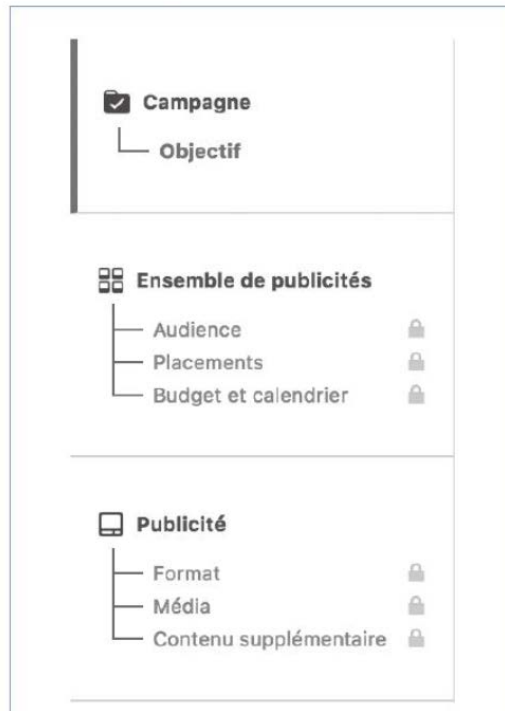 Campagne
Objectif
Ensemble de publicités
Audience
Placements
Budget et calendrier
Publicité
Format
Média
Contenu supplémentaire